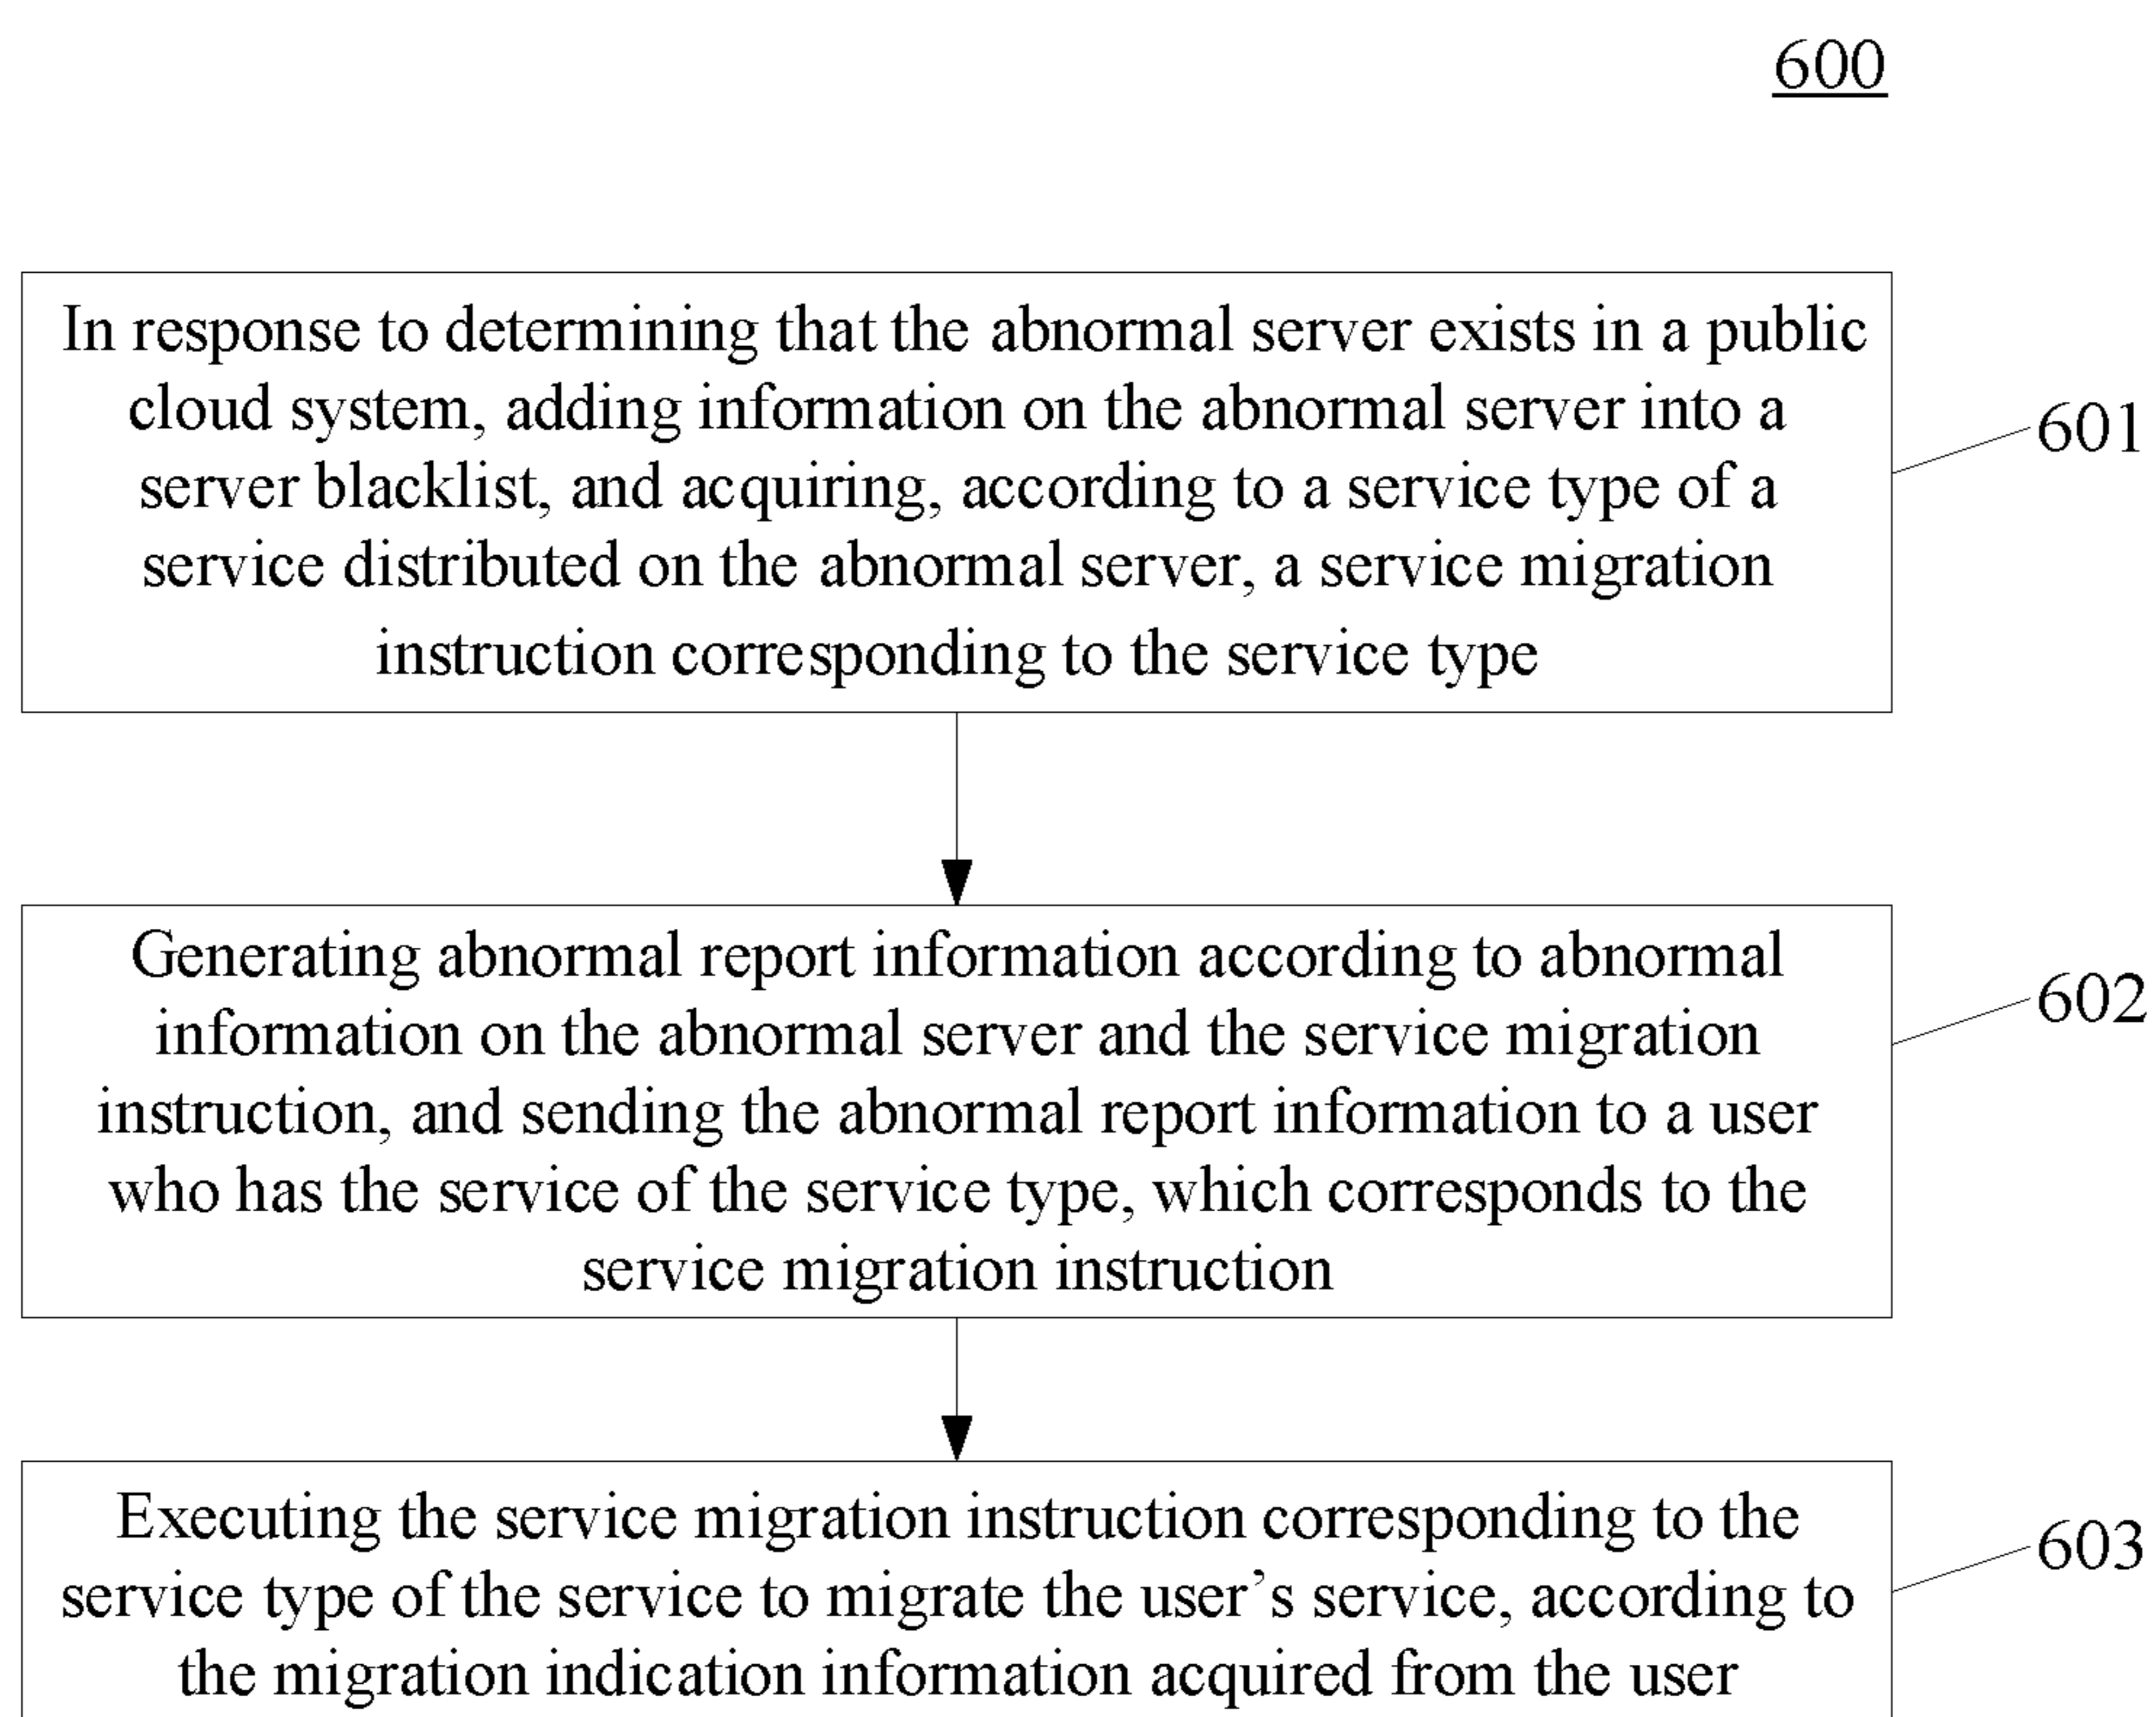 600
In response to determining that the abnormal server exists in a public
cloud system, adding information on the abnormal server into a
server blacklist, and acquiring, according to a service type of a
service distributed on the abnormal server, a service migration
instruction corresponding to the service type
601
Generating abnormal report information according to abnormal
information on the abnormal server and the service migration
instruction, and sending the abnormal report information to a user
who has the service of the service type, which corresponds to the
service migration instruction
602
Executing the service migration instruction corresponding to the
service type of the service to migrate the user’s service, according to
the migration indication information acquired from the user
603